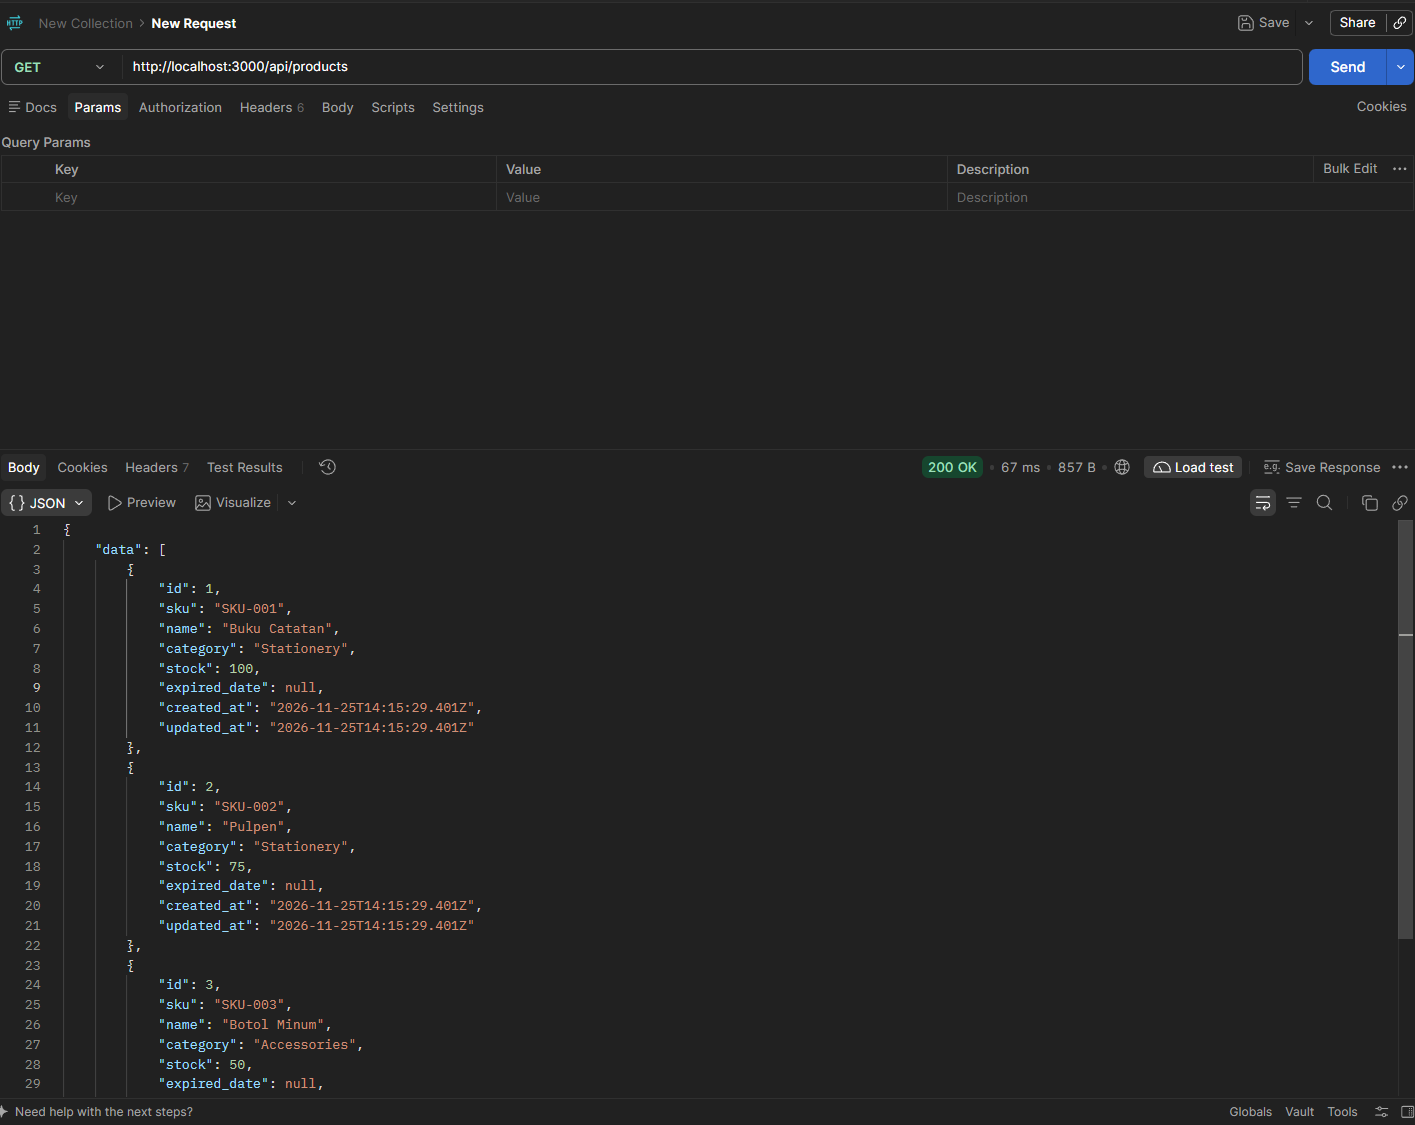 HTTP New Collection > New Request Save Share
GET http://localhost:3000/api/products Send
Docs Params Authorization Headers 6 Body Scripts Settings Cookies
Query Params
Key Value Description Bulk Edit ...
Key Value Description
Body Cookies Headers 7 Test Results 200 OK • 67 ms • 857 B • Load test e.g. Save Response ...
{} JSON Preview Visualize
1 {
2 "data": [
3 {
4 "id": 1,
5 "sku": "SKU-001",
6 "name": "Buku Catatan",
7 "category": "Stationery",
8 "stock": 100,
9 "expired_date": null,
10 "created_at": "2026-11-25T14:15:29.401Z",
11 "updated_at": "2026-11-25T14:15:29.401Z"
12 },
13 {
14 "id": 2,
15 "sku": "SKU-002",
16 "name": "Pulpen",
17 "category": "Stationery",
18 "stock": 75,
19 "expired_date": null,
20 "created_at": "2026-11-25T14:15:29.401Z",
21 "updated_at": "2026-11-25T14:15:29.401Z"
22 },
23 {
24 "id": 3,
25 "sku": "SKU-003",
26 "name": "Botol Minum",
27 "category": "Accessories",
28 "stock": 50,
29 "expired_date": null,
Need help with the next steps? Globals Vault Tools